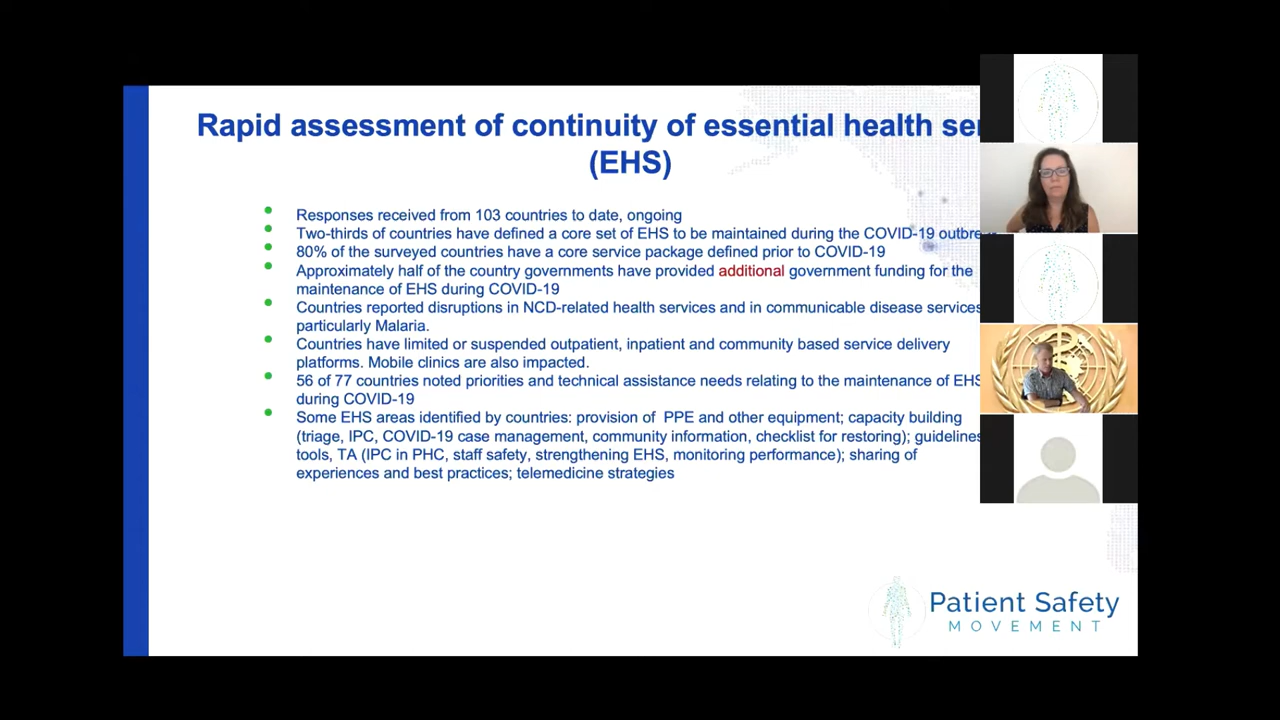 Rapid assessment of continuity of essential health
(EHS)
Responses received from 103 countries to date, ongoing
Two-thirds of countries have defined a core set of EHS to be maintained during the COVID-19
80% of the surveyed countries have a core service package defined prior to COVID-19
Approximately half of the country governments have provided additional government funding for the
maintenance of EHS during COVID-19
Countries reported disruptions in NCD-related health services and in communicable disease services
particularly Malaria.
Countries have limited or suspended outpatient, inpatient and community based service delivery
platforms. Mobile clinics are also impacted.
56 of 77 countries noted priorities and technical assistance needs relating to the maintenance of EHS
during COVID-19
Some EHS areas identified by countries: provision of PPE and other equipment; capacity building
(triage, IPC, COVID-19 case management, community information, checklist for restoring); guidelines
tools, TA (IPC in PHC, staff safety, strengthening EHS, monitoring performance); sharing of
experiences and best practices; telemedicine strategies
Patient Safety
MOVEMENT